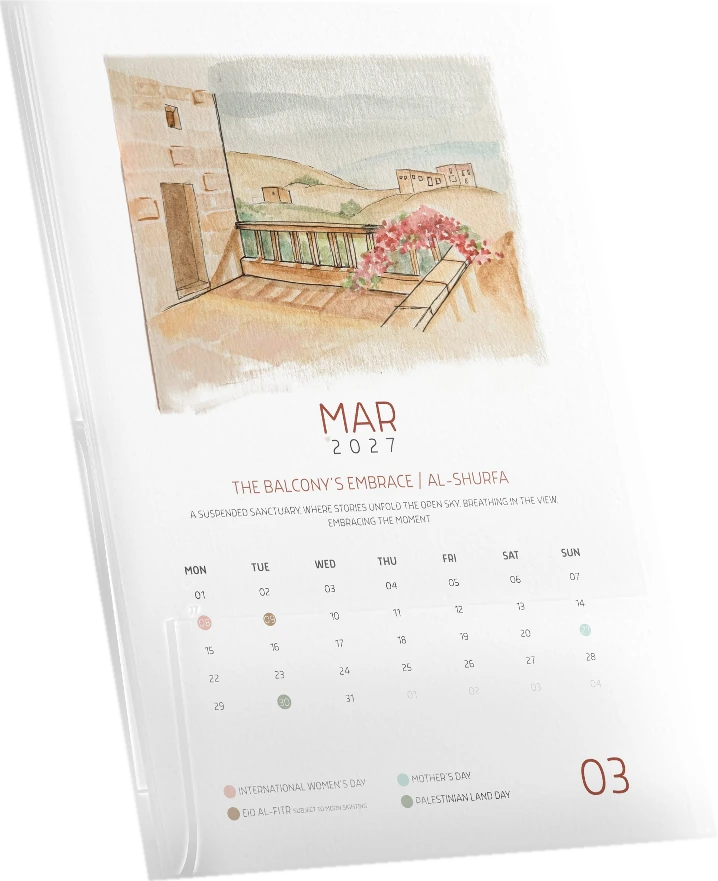 MAR
2027
THE BALCONY'S EMBRACE / AL-SHURFA
A SUSPENDED SANCTUARY, WHERE STORIES UNFOLD THE OPEN SKY, BREATHING IN THE VIEW,
EMBRACING THE MOMENT
MON TUE WED THU FRI SAT SUN
01 02 03 04 05 06 07
08 09 10 11 12 13 14
15 16 17 18 19 20 21
22 23 24 25 26 27 28
29 30 31 01 02 03 04
INTERNATIONAL WOMEN'S DAY MOTHER'S DAY
EID AL-FITR SUBJECT TO MOON SIGHTING PALESTINIAN LAND DAY
03